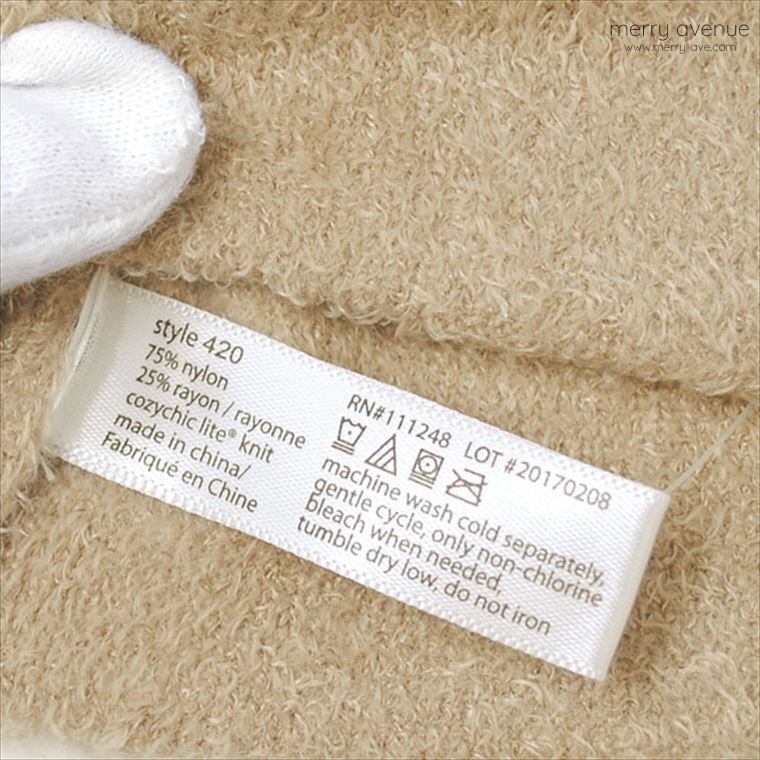 merry avenue
www.merry-ave.com
style 420
75% nylon
25% rayon / rayonne
cozychic lite® knit
made in china/
Fabriqué en Chine
RN#111248 LOT #20170208
machine wash cold separately,
gentle cycle, only non-chlorine
bleach when needed,
tumble dry low, do not iron